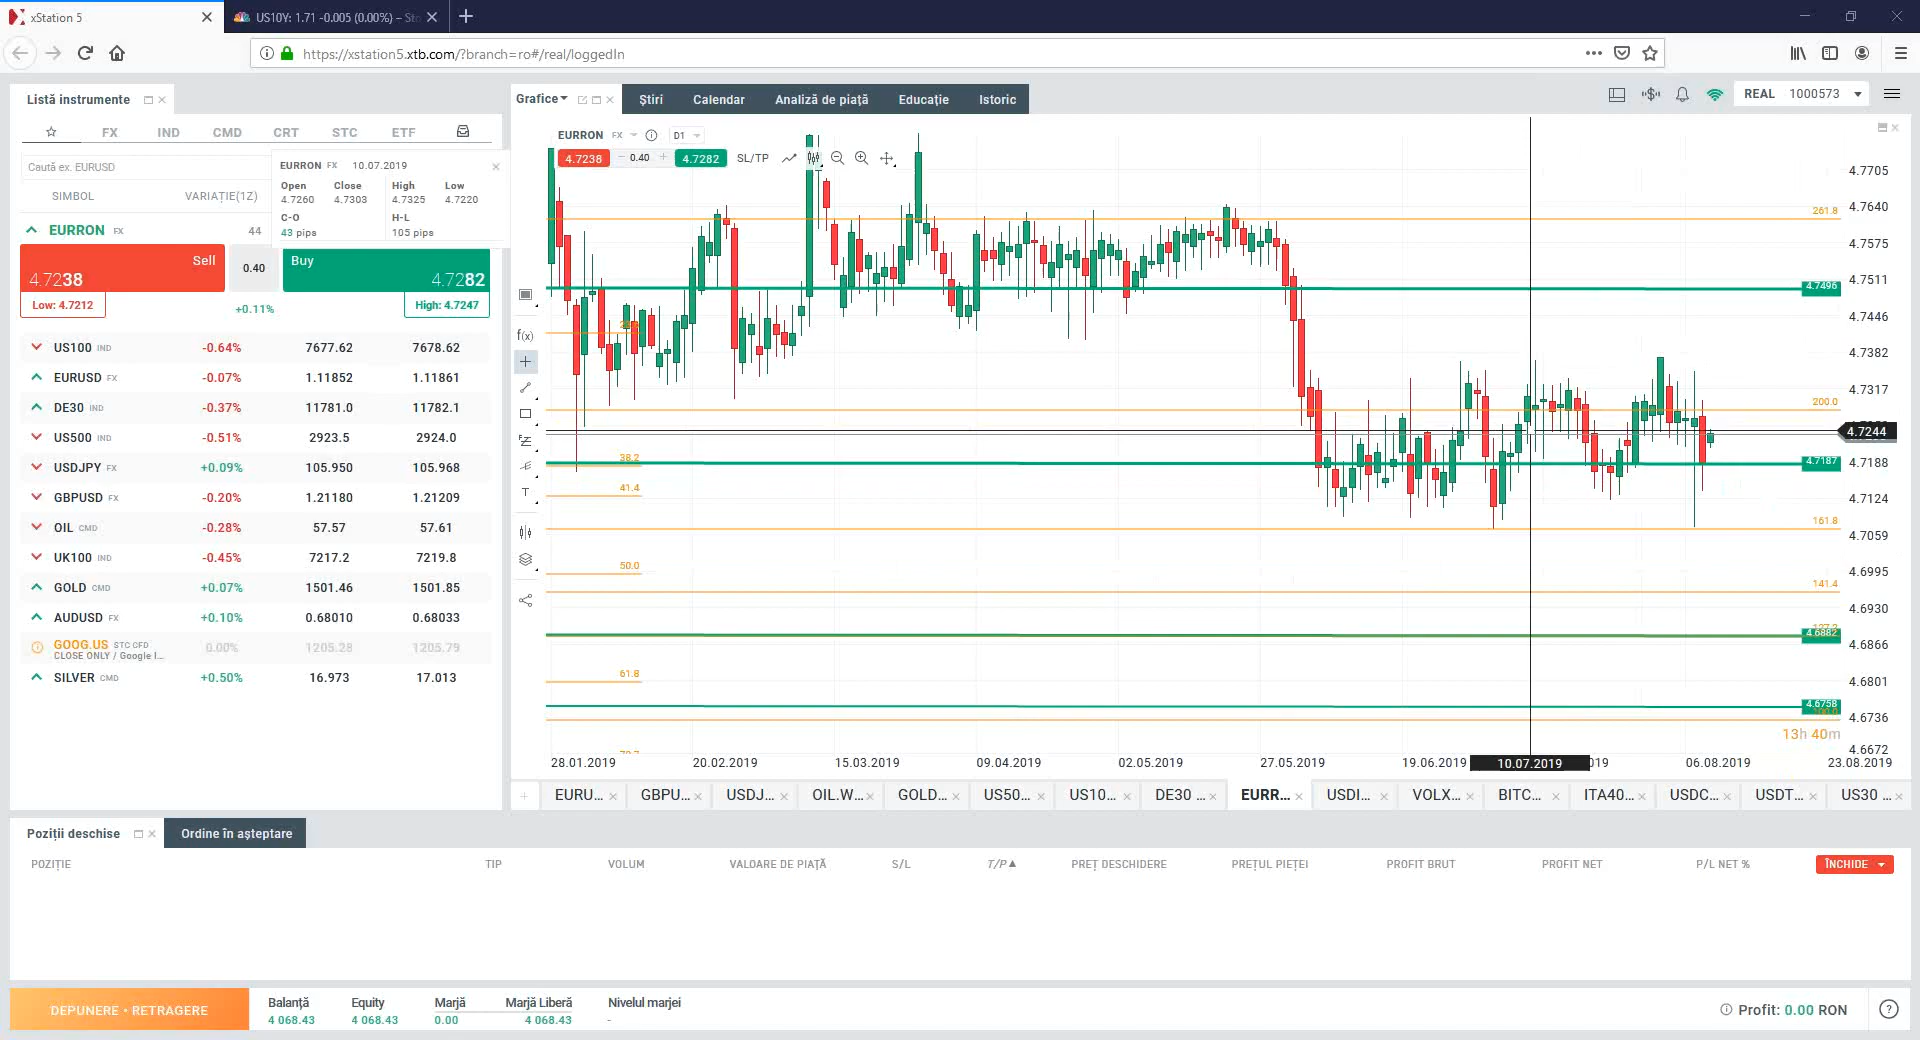 xStation 5
US10Y: 1.71 -0.005 (0.00%) – Sto
https://xstation5.xtb.com/?branch=ro#/real/loggedIn
Listă instrumente
FX IND CMD CRT STC ETF
Caută ex. EURUSD
SIMBOL VARIAȚIE(1Z)
EURRON FX 10.07.2019
Open Close High Low
4.7260 4.7303 4.7325 4.7220
C-O H-L
43 pips 105 pips
EURRON FX 44
Sell 4.7238
0.40
Buy 4.7282
Low: 4.7212 +0.11% High: 4.7247
US100 IND -0.64% 7677.62 7678.62
EURUSD FX -0.07% 1.11852 1.11861
DE30 IND -0.37% 11781.0 11782.1
US500 IND -0.51% 2923.5 2924.0
USDJPY FX +0.09% 105.950 105.968
GBPUSD FX -0.20% 1.21180 1.21209
OIL CMD -0.28% 57.57 57.61
UK100 IND -0.45% 7217.2 7219.8
GOLD CMD +0.07% 1501.46 1501.85
AUDUSD FX +0.10% 0.68010 0.68033
GOOG.US STC CFD 0.00% 1205.28 1205.79
CLOSE ONLY / Google I...
SILVER CMD +0.50% 16.973 17.013
Grafice Știri Calendar Analiză de piață Educație Istoric
REAL 1000573
EURRON FX D1
4.7238 0.40 4.7282 SL/TP
f(x)
T
261.8
200.0
38.2
41.4
161.8
50.0
141.4
61.8
4.7496
4.7187
4.6882
4.6758
4.7705
4.7640
4.7575
4.7511
4.7446
4.7382
4.7317
4.7244
4.7188
4.7124
4.7059
4.6995
4.6930
4.6866
4.6801
4.6736
4.6672
13h 40m
28.01.2019 20.02.2019 15.03.2019 09.04.2019 02.05.2019 27.05.2019 19.06.2019 10.07.2019 019 06.08.2019 23.08.2019
EURU... GBPU... USDJ... OIL.W... GOLD... US50... US10... DE30 ... EURR... USDI... VOLX... BITC... ITA40... USDC... USDT... US30 ...
Poziții deschise Ordine în așteptare
POZIȚIE TIP VOLUM VALOARE DE PIAȚĂ S/L T/P PREȚ DESCHIDERE PREȚUL PIEȚEI PROFIT BRUT PROFIT NET P/L NET % ÎNCHIDE
DEPUNERE • RETRAGERE
Balanță Equity Marjă Marjă Liberă Nivelul marjei
4 068.43 4 068.43 0.00 4 068.43 -
Profit: 0.00 RON